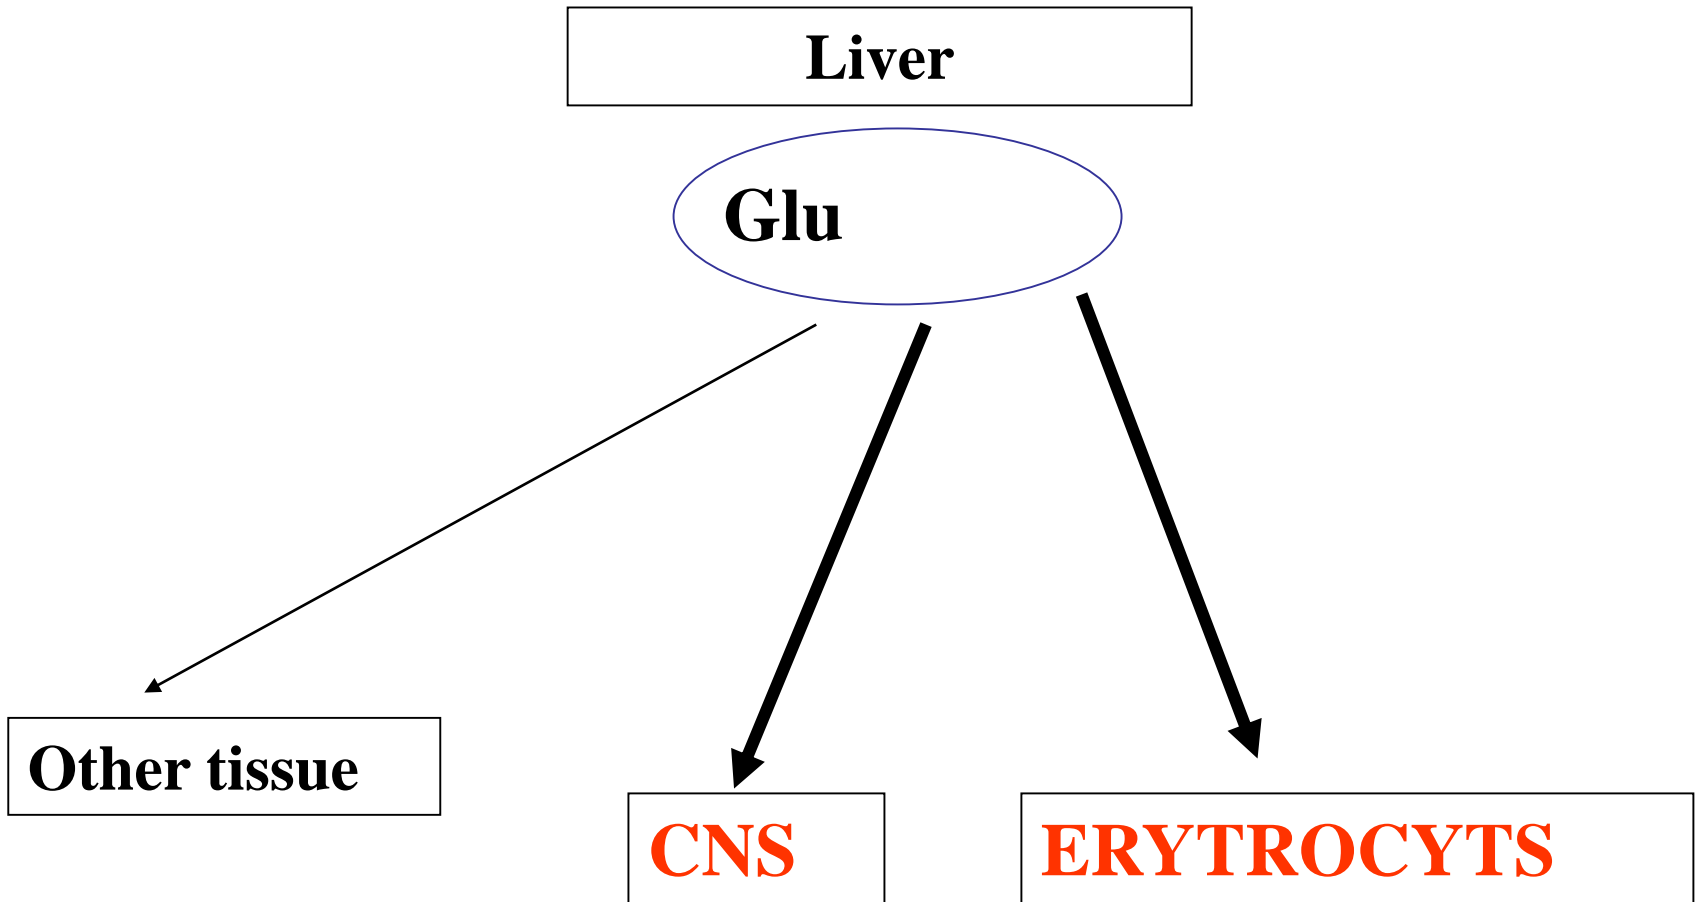 Liver
Glu
Other tissue
CNS
ERYTROCYTS